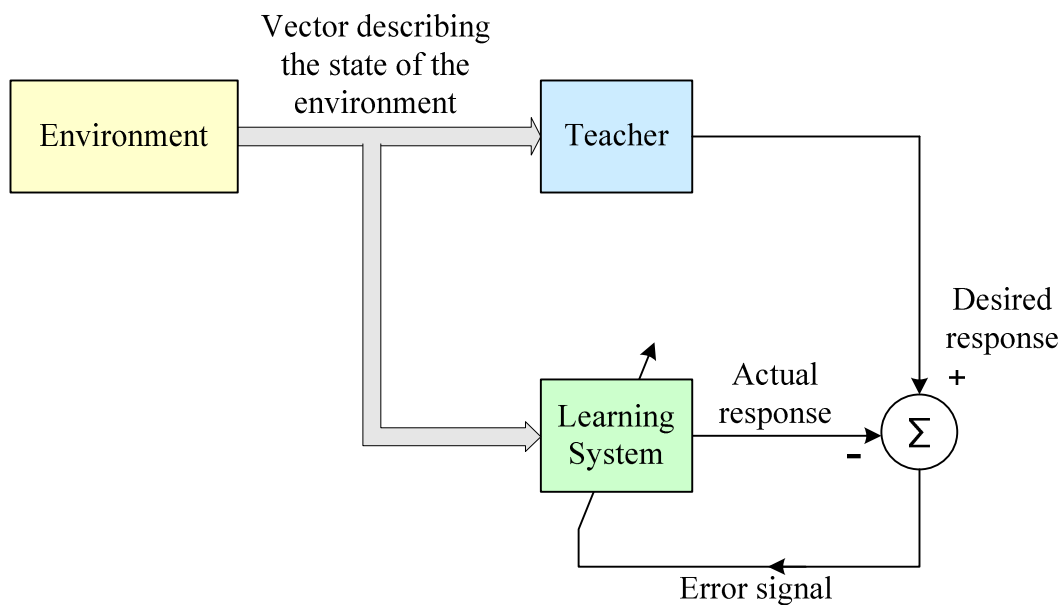 Vector describing
the state of the
environment
Environment
Teacher
Desired
response
+
Learning
System
Actual
response
-
Σ
Error signal